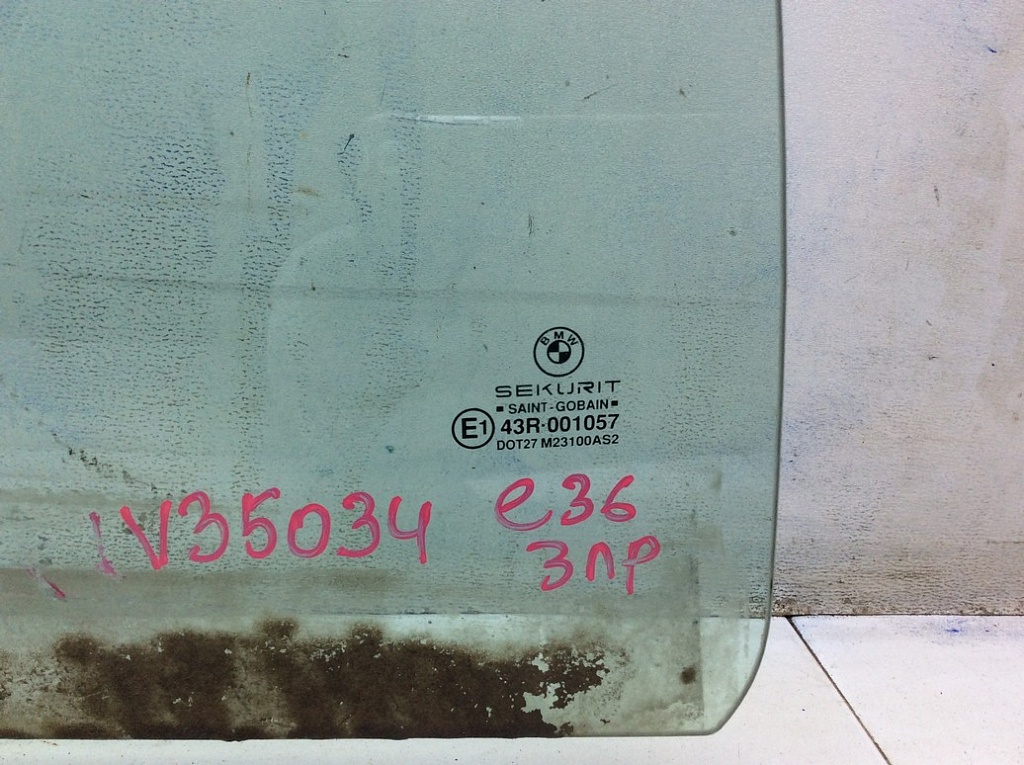 BMW
SEKURIT
SAINT-GOBAIN
E1 43R-001057
DOT27 M23100AS2
V35034 e36
3пр